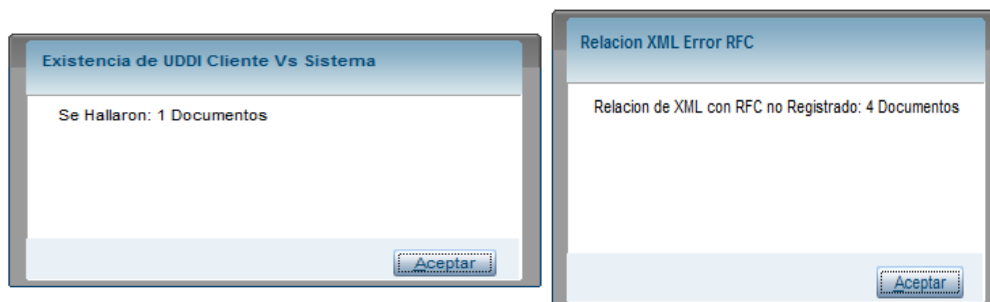 Existencia de UDDI Cliente Vs Sistema
Se Hallaron: 1 Documentos
Aceptar
Relacion XML Error RFC
Relacion de XML con RFC no Registrado: 4 Documentos
Aceptar